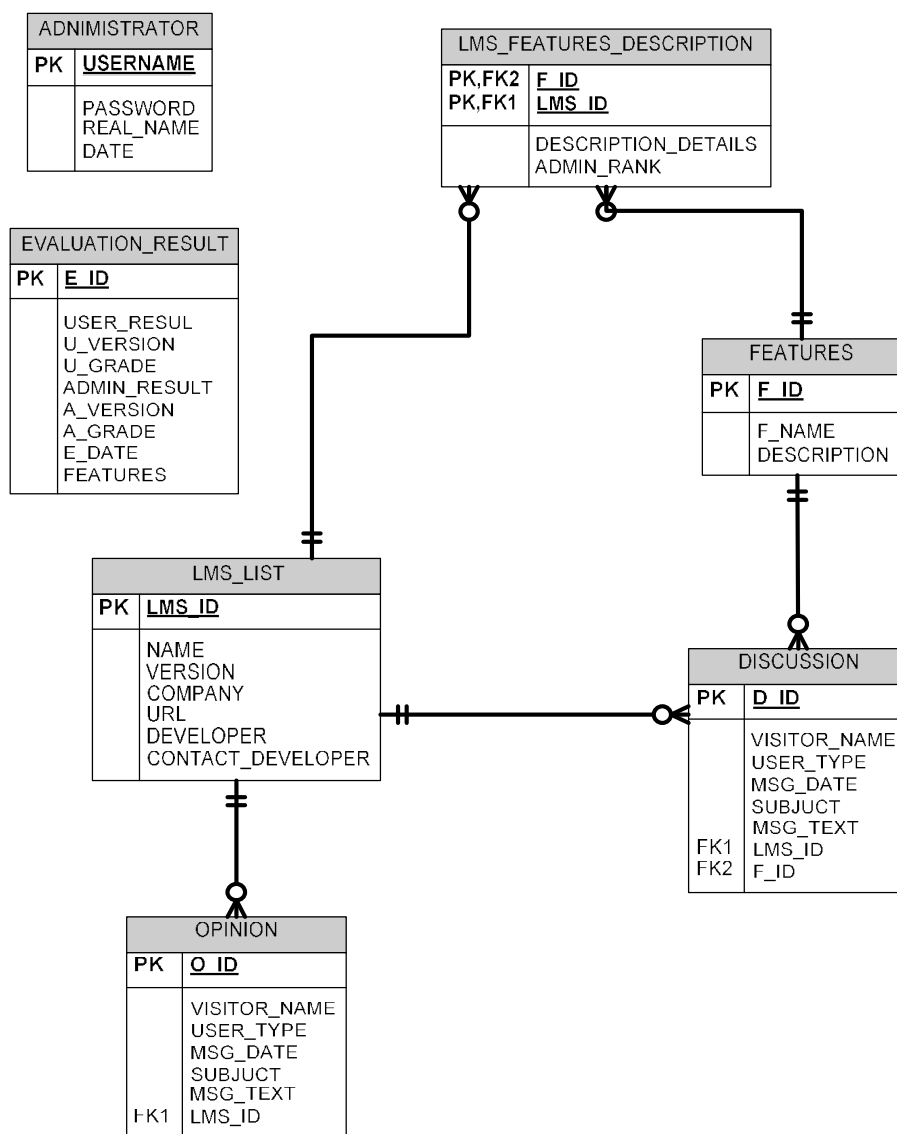 ADNIMISTRATOR
PK USERNAME
PASSWORD
REAL_NAME
DATE
LMS_FEATURES_DESCRIPTION
PK,FK2 F_ID
PK,FK1 LMS_ID
DESCRIPTION_DETAILS
ADMIN_RANK
EVALUATION_RESULT
PK E_ID
USER_RESUL
U_VERSION
U_GRADE
ADMIN_RESULT
A_VERSION
A_GRADE
E_DATE
FEATURES
FEATURES
PK F_ID
F_NAME
DESCRIPTION
LMS_LIST
PK LMS_ID
NAME
VERSION
COMPANY
URL
DEVELOPER
CONTACT_DEVELOPER
DISCUSSION
PK D_ID
VISITOR_NAME
USER_TYPE
MSG_DATE
SUBJUCT
MSG_TEXT
FK1 LMS_ID
FK2 F_ID
OPINION
PK O_ID
VISITOR_NAME
USER_TYPE
MSG_DATE
SUBJUCT
MSG_TEXT
FK1 LMS_ID